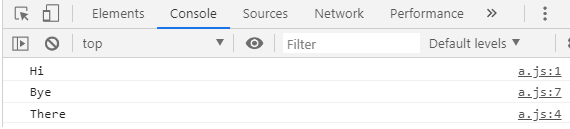 Elements Console Sources Network Performance »
top Filter Default levels
Hi a.js:1
Bye a.js:7
There a.js:4